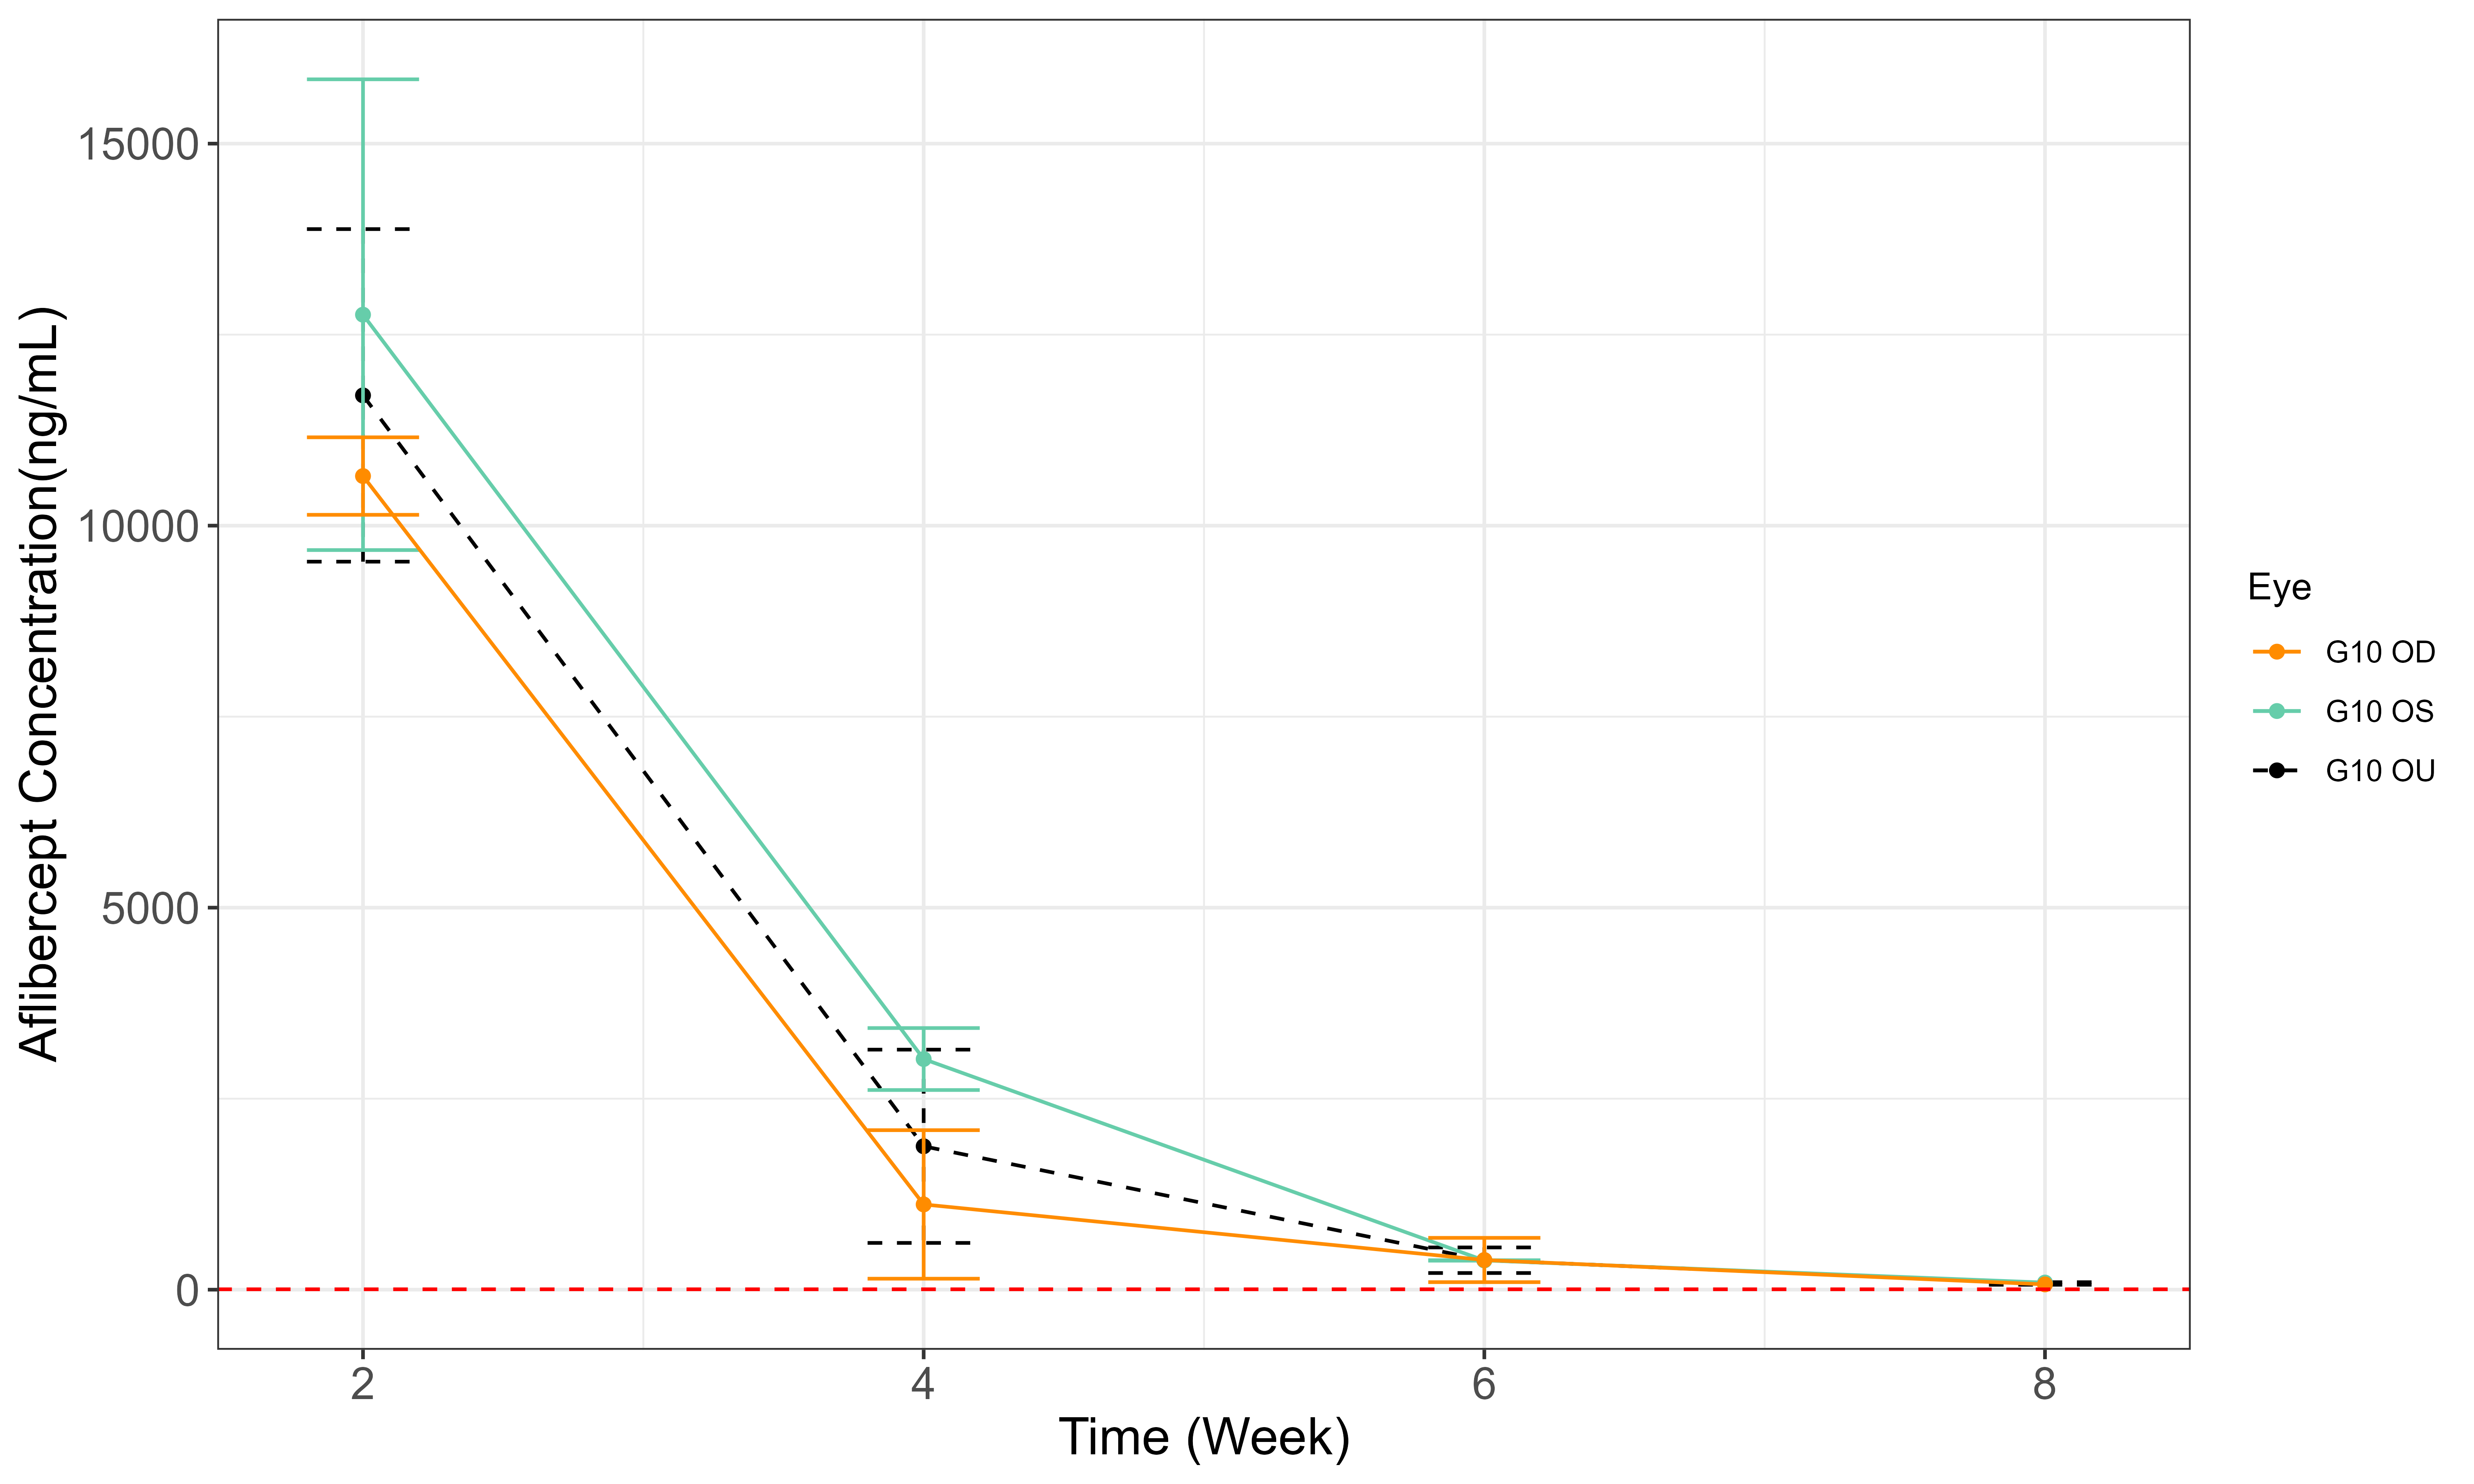 Aflibercept Concentration(ng/mL)
15000
10000
5000
0
2 4 6 8
Time (Week)
Eye
G10 OD
G10 OS
G10 OU